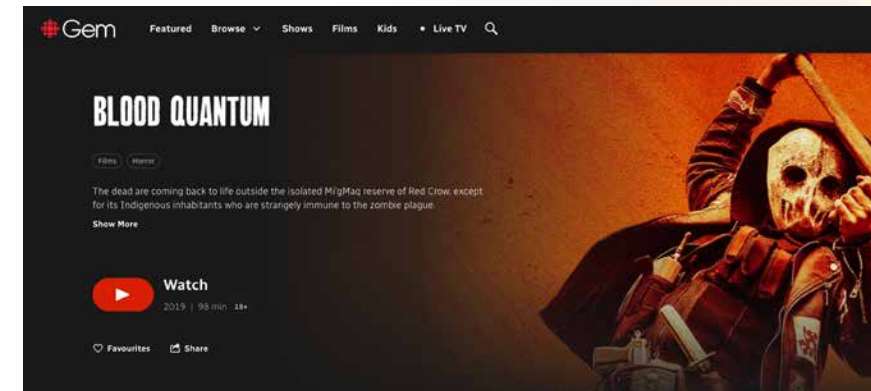 Gem Featured Browse Shows Films Kids • Live TV
BLOOD QUANTUM
Films Horror
The dead are coming back to life outside the isolated Mi'gMaq reserve of Red Crow, except
for its Indigenous inhabitants who are strangely immune to the zombie plague.
Show More
Watch
2019 | 98 min 18+
Favourites Share